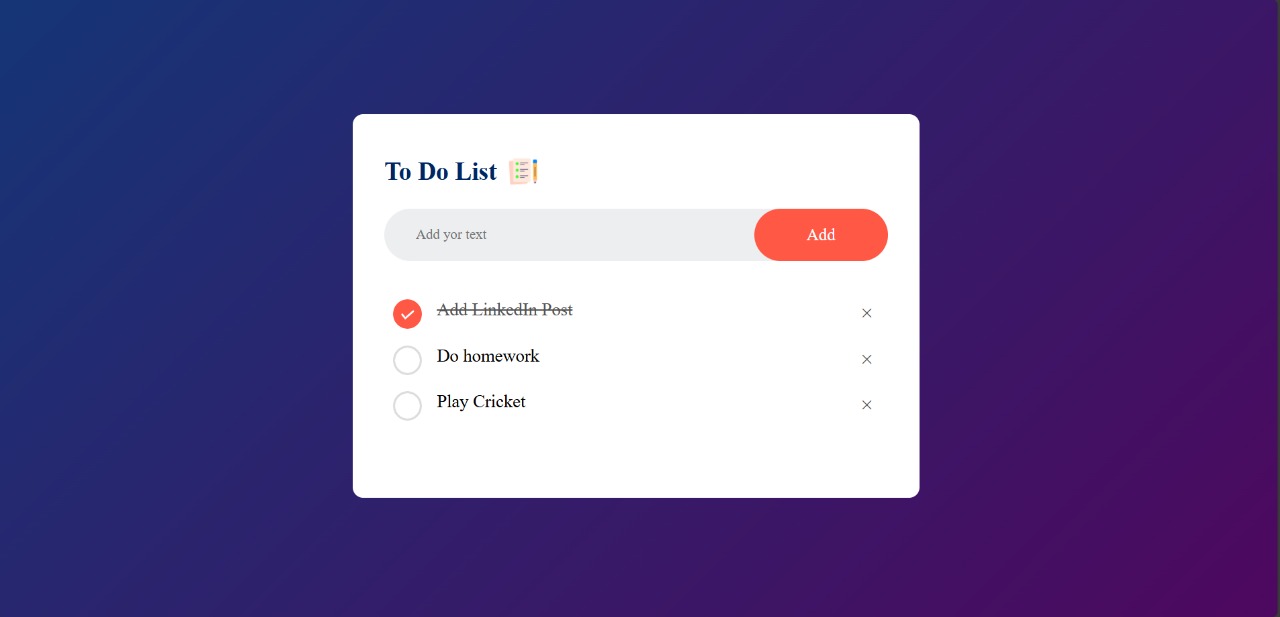 To Do List
Add yor text
Add
Add LinkedIn Post
Do homework
Play Cricket